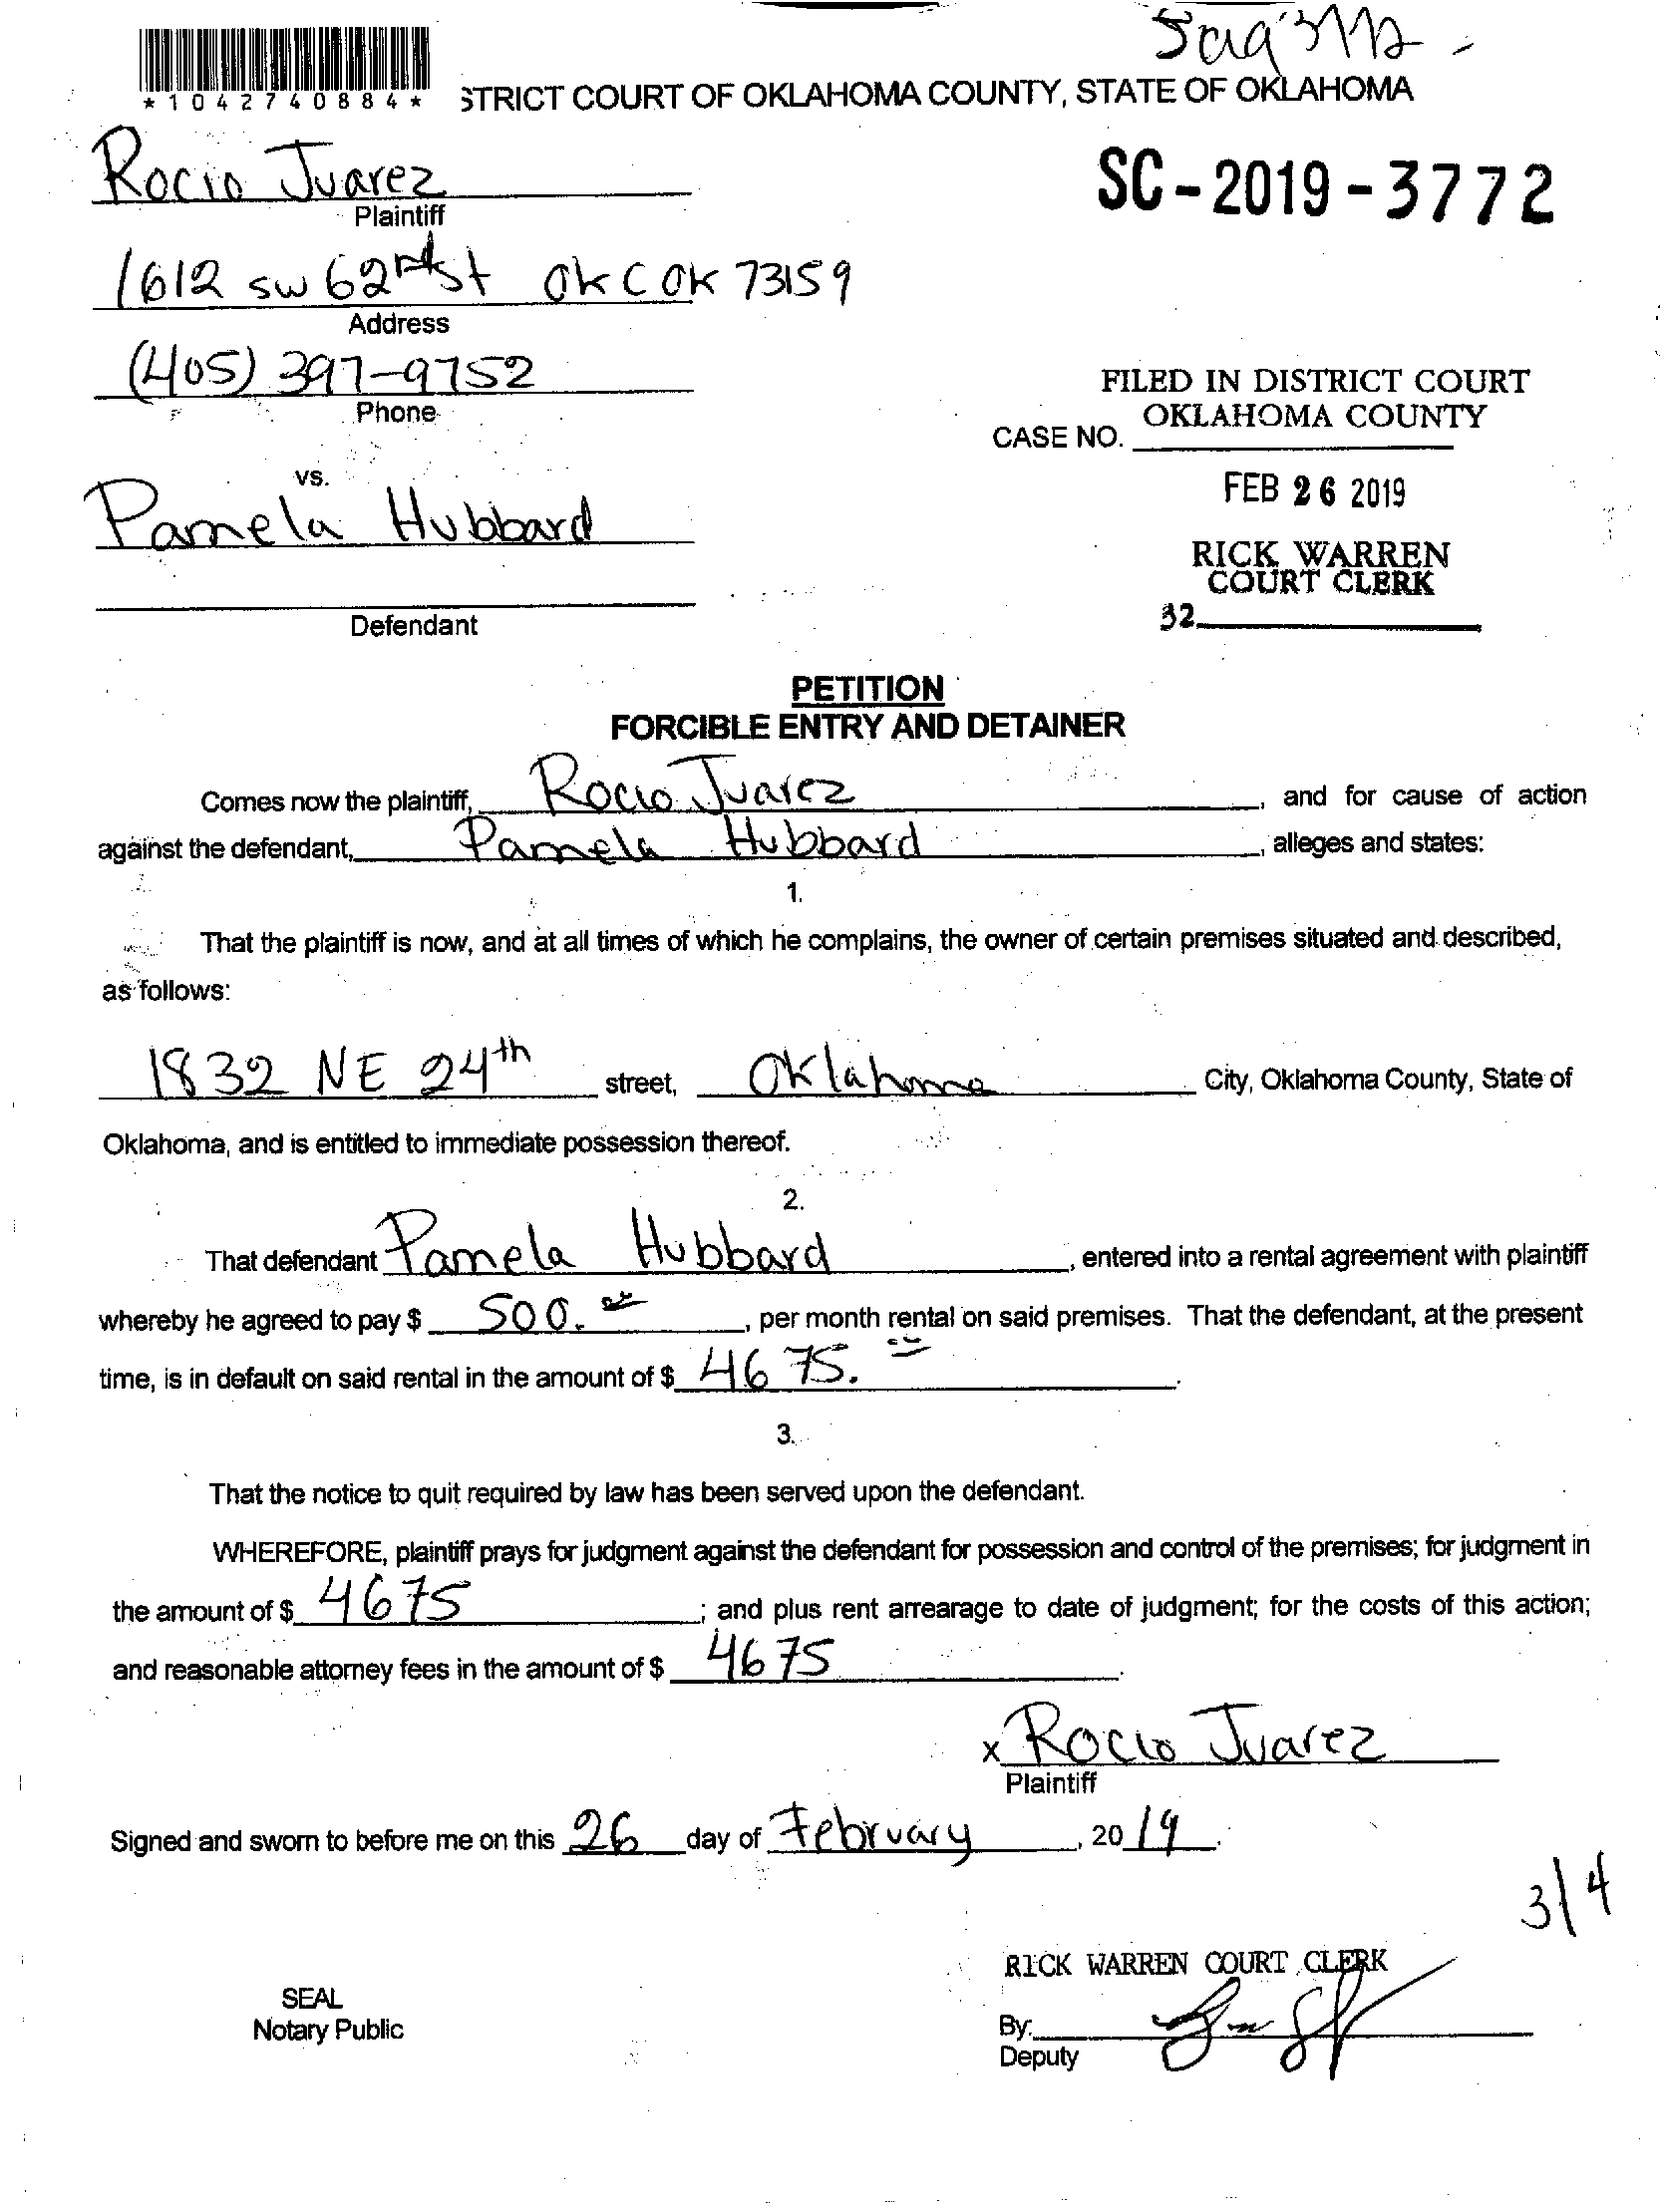 *1042740884*
STRICT COURT OF OKLAHOMA COUNTY, STATE OF OKLAHOMA
Rocio Juarez
Plaintiff
SC-2019-3772
1612 SW 62nd St OKC OK 73159
Address
(405) 397-9752
Phone
FILED IN DISTRICT COURT
OKLAHOMA COUNTY
CASE NO.
vs.
FEB 26 2019
Pamela Hubbard
RICK WARREN
COURT CLERK
32
Defendant
PETITION
FORCIBLE ENTRY AND DETAINER
Comes now the plaintiff, Rocio Juarez, and for cause of action
against the defendant, Pamela Hubbard, alleges and states:
1.
That the plaintiff is now, and at all times of which he complains, the owner of certain premises situated and described,
as follows:
1832 NE 24th street, Oklahoma City, Oklahoma County, State of
Oklahoma, and is entitled to immediate possession thereof.
2.
That defendant Pamela Hubbard, entered into a rental agreement with plaintiff
whereby he agreed to pay $ 500.00, per month rental on said premises. That the defendant, at the present
time, is in default on said rental in the amount of $ 4675.00.
3.
That the notice to quit required by law has been served upon the defendant.
WHEREFORE, plaintiff prays for judgment against the defendant for possession and control of the premises; for judgment in
the amount of $ 4675; and plus rent arrearage to date of judgment; for the costs of this action;
and reasonable attorney fees in the amount of $ 4675.
x Rocio Juarez
Plaintiff
Signed and sworn to before me on this 26 day of February, 2019.
3/4
RICK WARREN COURT CLERK
SEAL
Notary Public
By:
Deputy